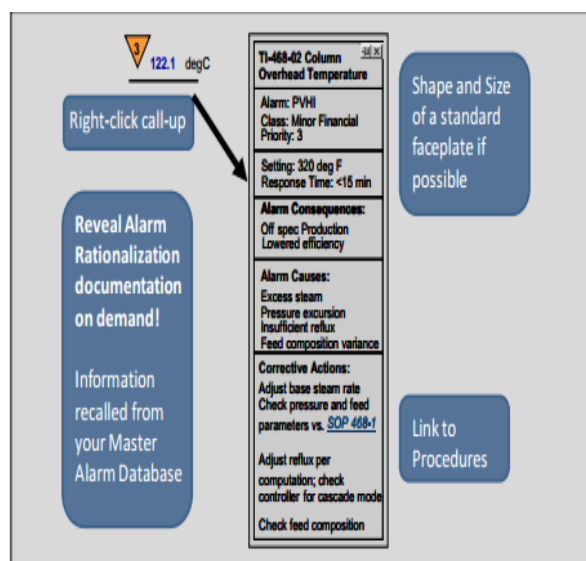 3
122.1 degC
Right-click call-up
Reveal Alarm
Rationalization
documentation
on demand!
Information
recalled from
your Master
Alarm Database
TI-468-02 Column
Overhead Temperature
Alarm: PVHI
Class: Minor Financial
Priority: 3
Setting: 320 deg F
Response Time: <15 min
Alarm Consequences:
Off spec Production
Lowered efficiency
Alarm Causes:
Excess steam
Pressure excursion
Insufficient reflux
Feed composition variance
Corrective Actions:
Adjust base steam rate
Check pressure and feed
parameters vs. SOP 468-1
Adjust reflux per
computation; check
controller for cascade mode
Check feed composition
Shape and Size
of a standard
faceplate if
possible
Link to
Procedures